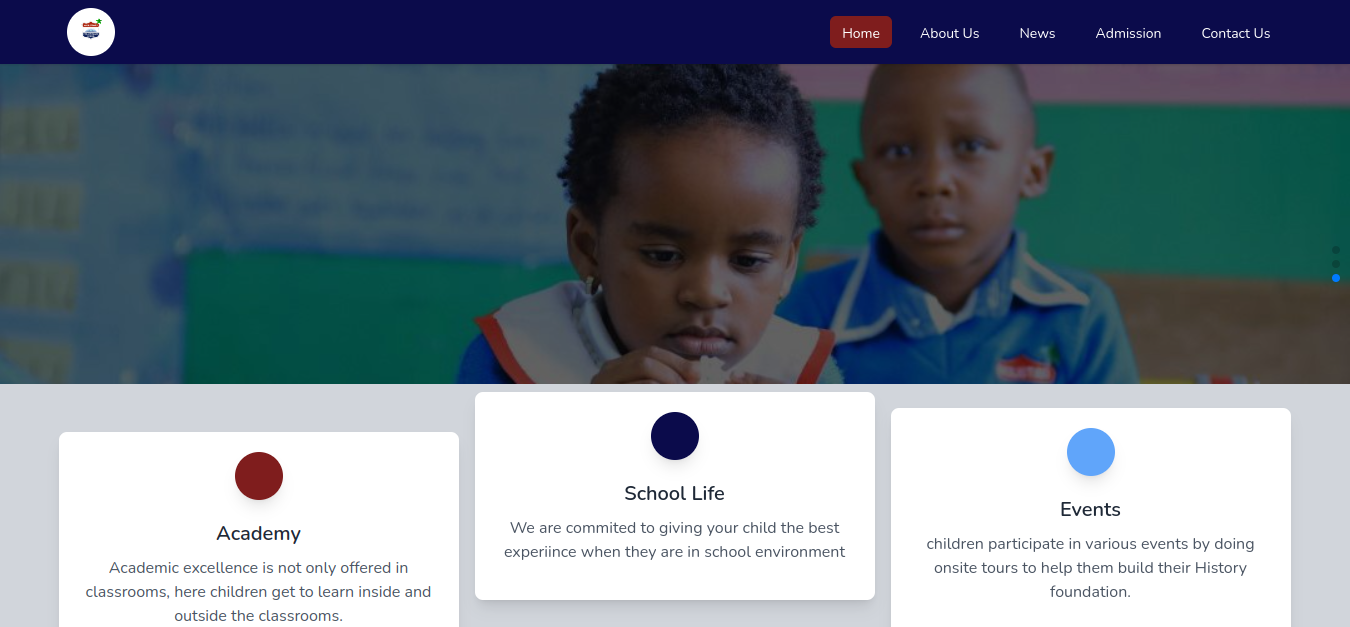 Home
About Us
News
Admission
Contact Us
School Life
We are commited to giving your child the best
experiince when they are in school environment
Events
children participate in various events by doing
onsite tours to help them build their History
foundation.
Academy
Academic excellence is not only offered in
classrooms, here children get to learn inside and
outside the classrooms.